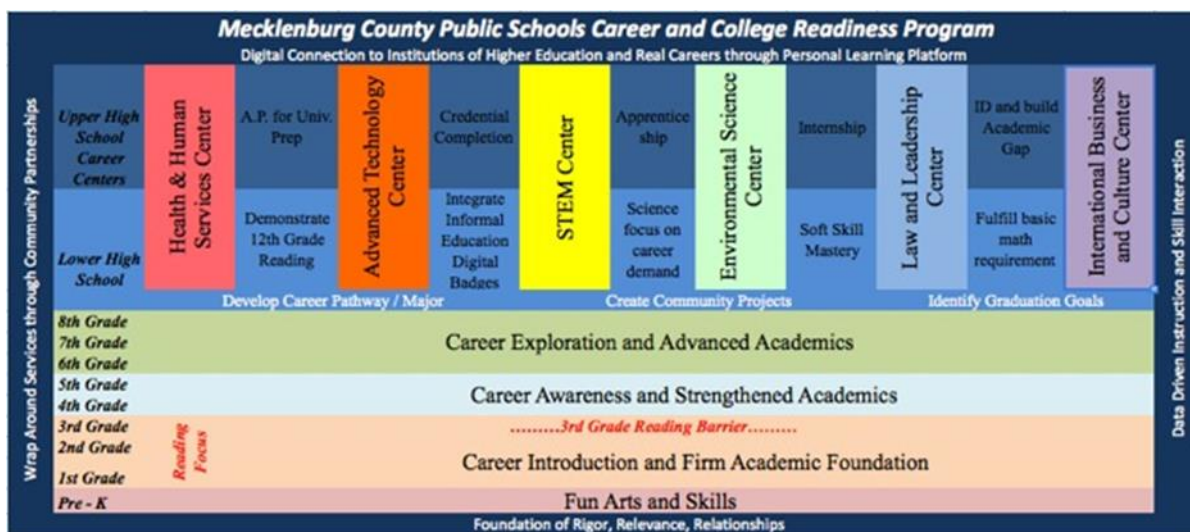 Mecklenburg County Public Schools Career and College Readiness Program
Digital Connection to Institutions of Higher Education and Real Careers through Personal Learning Platform
Wrap Around Services through Community Partnerships
Upper High
School
Career
Centers
Health & Human
Services Center
A.P. for Univ.
Prep
Advanced Technology
Center
Credential
Completion
STEM Center
Apprentice
ship
Environmental Science
Center
Internship
Law and Leadership
Center
ID and build
Academic
Gap
International Business
and Culture Center
Lower High
School
Demonstrate
12th Grade
Reading
Integrate
Informal
Education
Digital
Badges
Science
focus on
career
demand
Soft Skill
Mastery
Fulfill basic
math
requirement
Develop Career Pathway / Major
Create Community Projects
Identify Graduation Goals
8th Grade
7th Grade
6th Grade
Career Exploration and Advanced Academics
5th Grade
4th Grade
Career Awareness and Strengthened Academics
3rd Grade
2nd Grade
1st Grade
Reading
Focus
.........3rd Grade Reading Barrier.........
Career Introduction and Firm Academic Foundation
Pre - K
Fun Arts and Skills
Foundation of Rigor, Relevance, Relationships
Data Driven Instruction and Skill Interaction